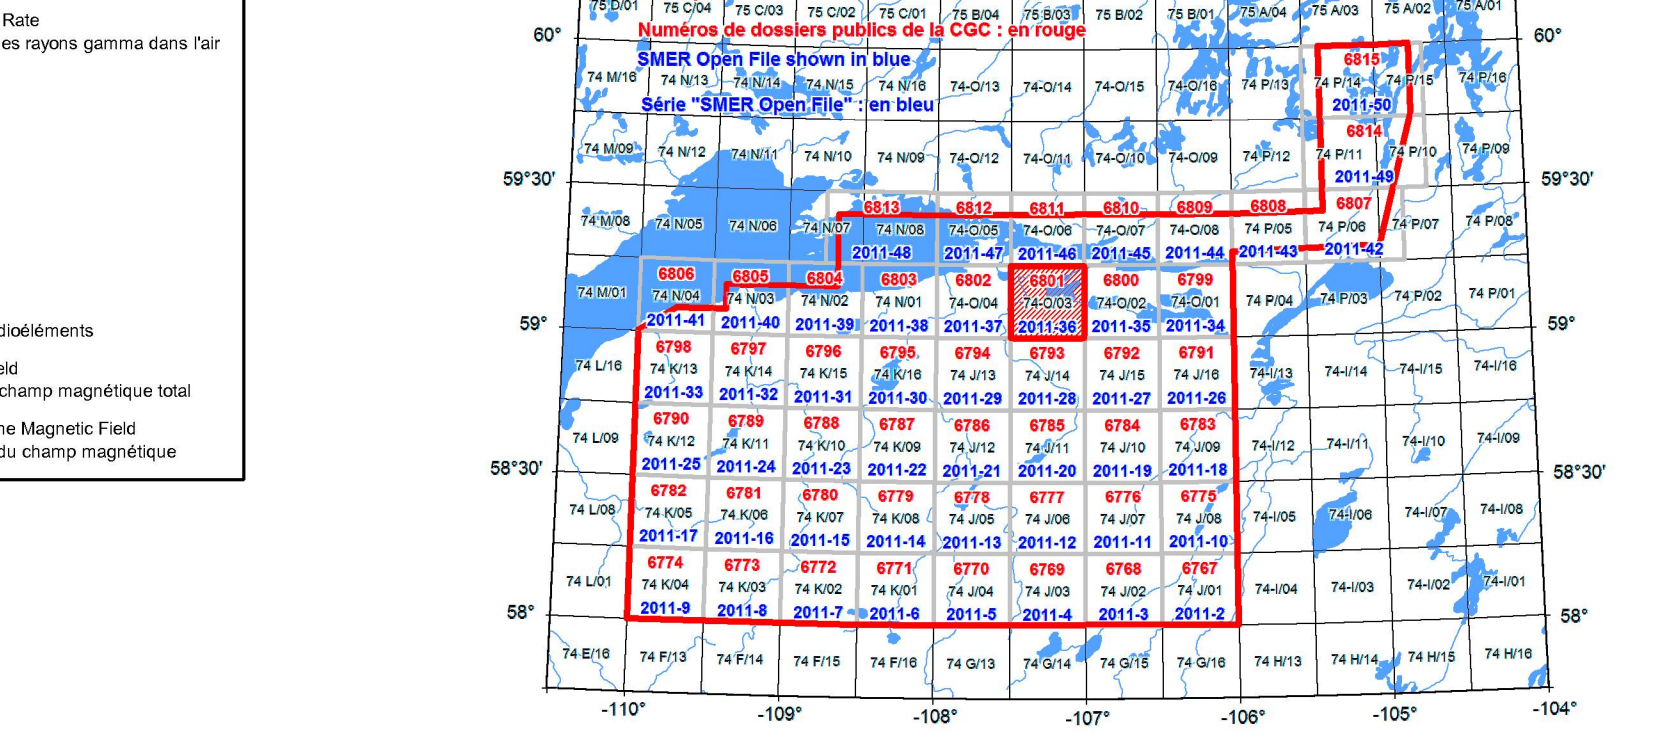 Rate
es rayons gamma dans l'air
dioéléments
eld
champ magnétique total
ne Magnetic Field
du champ magnétique
75 D/01 75 C/04 75 C/03 75 C/02 75 C/01 75 B/04 75 B/03 75 B/02 75 B/01 75 A/04 75 A/03 75 A/02 75 A/01
Numéros de dossiers publics de la CGC : en rouge
60° 60°
SMER Open File shown in blue
6815
74 M/16 74 N/13 74 N/14 74 N/15 74 N/16 74-O/13 74-O/14 74-O/15 74-O/16 74 P/13 74 P/14 74 P/15 74 P/16
Série "SMER Open File" : en bleu
2011-50
6814
74 M/09 74 N/12 74 N/11 74 N/10 74 N/09 74-O/12 74-O/11 74-O/10 74-O/09 74 P/12 74 P/11 74 P/10 74 P/09
2011-49
59°30' 59°30'
6813 6812 6811 6810 6809 6808 6807
74 M/08 74 N/05 74 N/06 74 N/07 74 N/08 74-O/05 74-O/06 74-O/07 74-O/08 74 P/05 74 P/06 74 P/07 74 P/08
2011-48 2011-47 2011-46 2011-45 2011-44 2011-43 2011-42
6806 6805 6804 6803 6802 6801 6800 6799
74 M/01 74 N/04 74 N/03 74 N/02 74 N/01 74-O/04 74-O/03 74-O/02 74-O/01 74 P/04 74 P/03 74 P/02 74 P/01
2011-41 2011-40 2011-39 2011-38 2011-37 2011-36 2011-35 2011-34
59° 59°
6798 6797 6796 6795 6794 6793 6792 6791
74 L/16 74 K/13 74 K/14 74 K/15 74 K/16 74 J/13 74 J/14 74 J/15 74 J/16 74-I/13 74-I/14 74-I/15 74-I/16
2011-33 2011-32 2011-31 2011-30 2011-29 2011-28 2011-27 2011-26
6790 6789 6788 6787 6786 6785 6784 6783
74 L/09 74 K/12 74 K/11 74 K/10 74 K/09 74 J/12 74 J/11 74 J/10 74 J/09 74-I/12 74-I/11 74-I/10 74-I/09
2011-25 2011-24 2011-23 2011-22 2011-21 2011-20 2011-19 2011-18
58°30' 58°30'
6782 6781 6780 6779 6778 6777 6776 6775
74 L/08 74 K/05 74 K/06 74 K/07 74 K/08 74 J/05 74 J/06 74 J/07 74 J/08 74-I/05 74-I/06 74-I/07 74-I/08
2011-17 2011-16 2011-15 2011-14 2011-13 2011-12 2011-11 2011-10
6774 6773 6772 6771 6770 6769 6768 6767
74 L/01 74 K/04 74 K/03 74 K/02 74 K/01 74 J/04 74 J/03 74 J/02 74 J/01 74-I/04 74-I/03 74-I/02 74-I/01
2011-9 2011-8 2011-7 2011-6 2011-5 2011-4 2011-3 2011-2
58° 58°
74 E/16 74 F/13 74 F/14 74 F/15 74 F/16 74 G/13 74 G/14 74 G/15 74 G/16 74 H/13 74 H/14 74 H/15 74 H/16
-110° -109° -108° -107° -106° -105° -104°